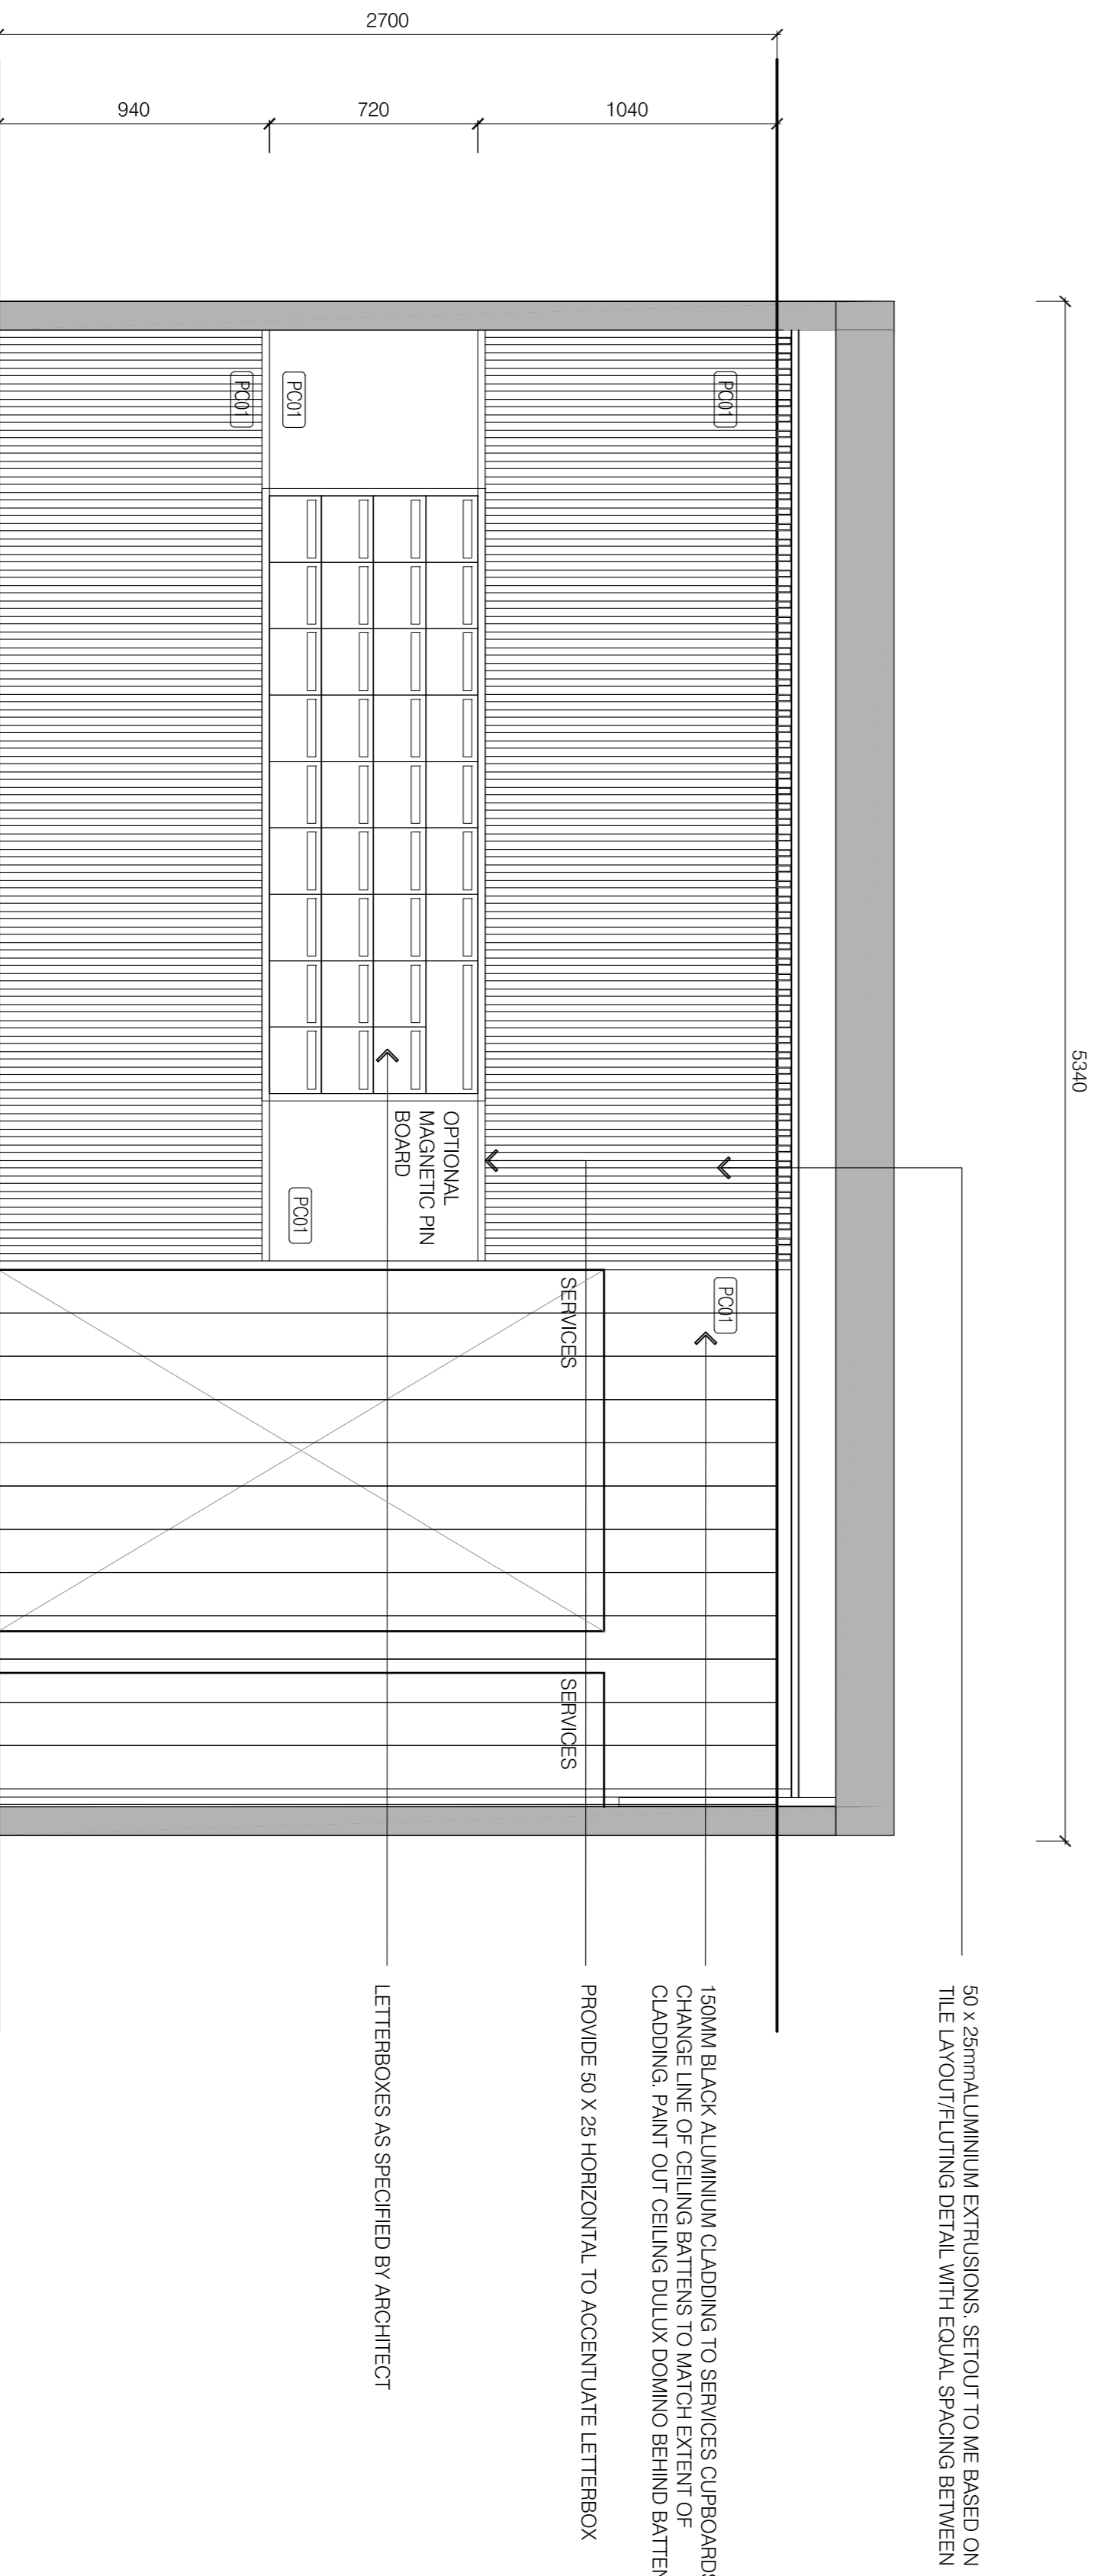 2700
940
720
1040
5340
PC01
PC01
PC01
OPTIONAL
MAGNETIC PIN
BOARD
PC01
PC01
SERVICES
SERVICES
50 x 25mmALUMINIUM EXTRUSIONS. SETOUT TO ME BASED ON
TILE LAYOUT/FLUTING DETAIL WITH EQUAL SPACING BETWEEN
150MM BLACK ALUMINIUM CLADDING TO SERVICES CUPBOARDS
CHANGE LINE OF CEILING BATTENS TO MATCH EXTENT OF
CLADDING. PAINT OUT CEILING DULUX DOMINO BEHIND BATTEN
PROVIDE 50 X 25 HORIZONTAL TO ACCENTUATE LETTERBOX
LETTERBOXES AS SPECIFIED BY ARCHITECT